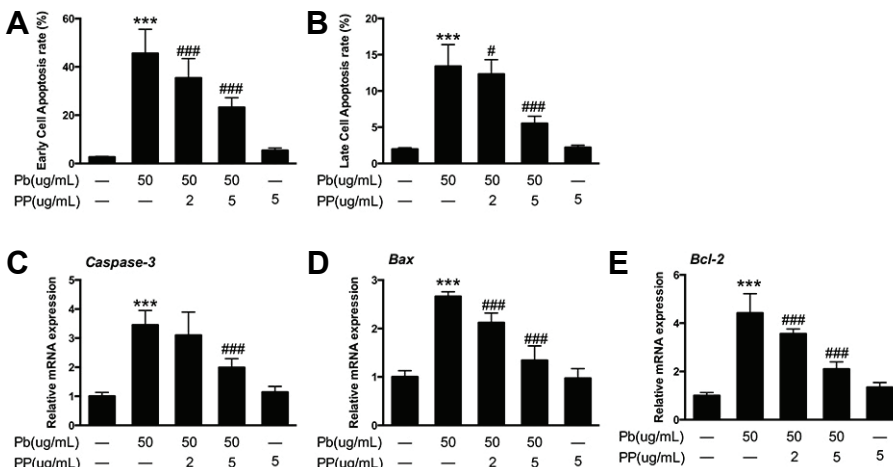 A
Early Cell Apoptosis rate (%)
60
40
20
0
***
###
###
Pb(ug/mL) — 50 50 50 —
PP(ug/mL) — — 2 5 5
B
Late Cell Apoptosis rate (%)
20
15
10
5
0
***
#
###
Pb(ug/mL) — 50 50 50 —
PP(ug/mL) — — 2 5 5
C
Caspase-3
Relative mRNA expression
5
4
3
2
1
0
***
###
Pb(ug/mL) — 50 50 50 —
PP(ug/mL) — — 2 5 5
D
Bax
Relative mRNA expression
3
2
1
0
***
###
###
Pb(ug/mL) — 50 50 50 —
PP(ug/mL) — — 2 5 5
E
Bcl-2
Relative mRNA expression
6
4
2
0
***
###
###
Pb(ug/mL) — 50 50 50 —
PP(ug/mL) — — 2 5 5